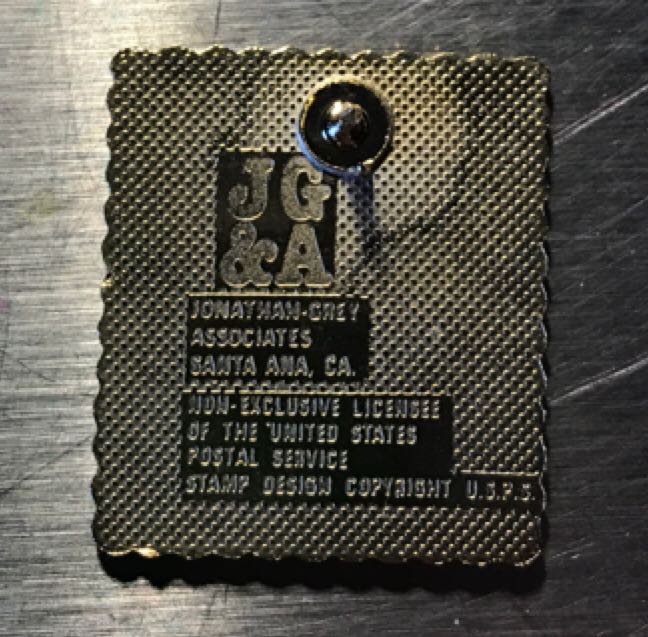 JG
&A
JONATHAN-GREY
ASSOCIATES
SANTA ANA, CA.
NON-EXCLUSIVE LICENSEE
OF THE UNITED STATES
POSTAL SERVICE
STAMP DESIGN COPYRIGHT U.S.P.S.